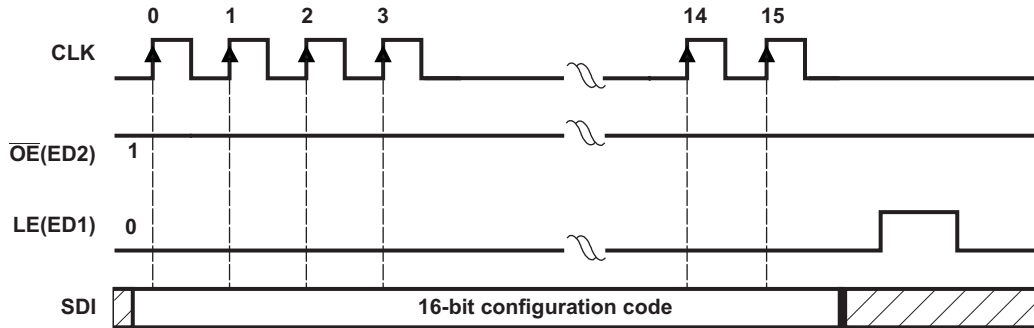 0 1 2 3 14 15
CLK
OE(ED2) 1
LE(ED1) 0
SDI 16-bit configuration code